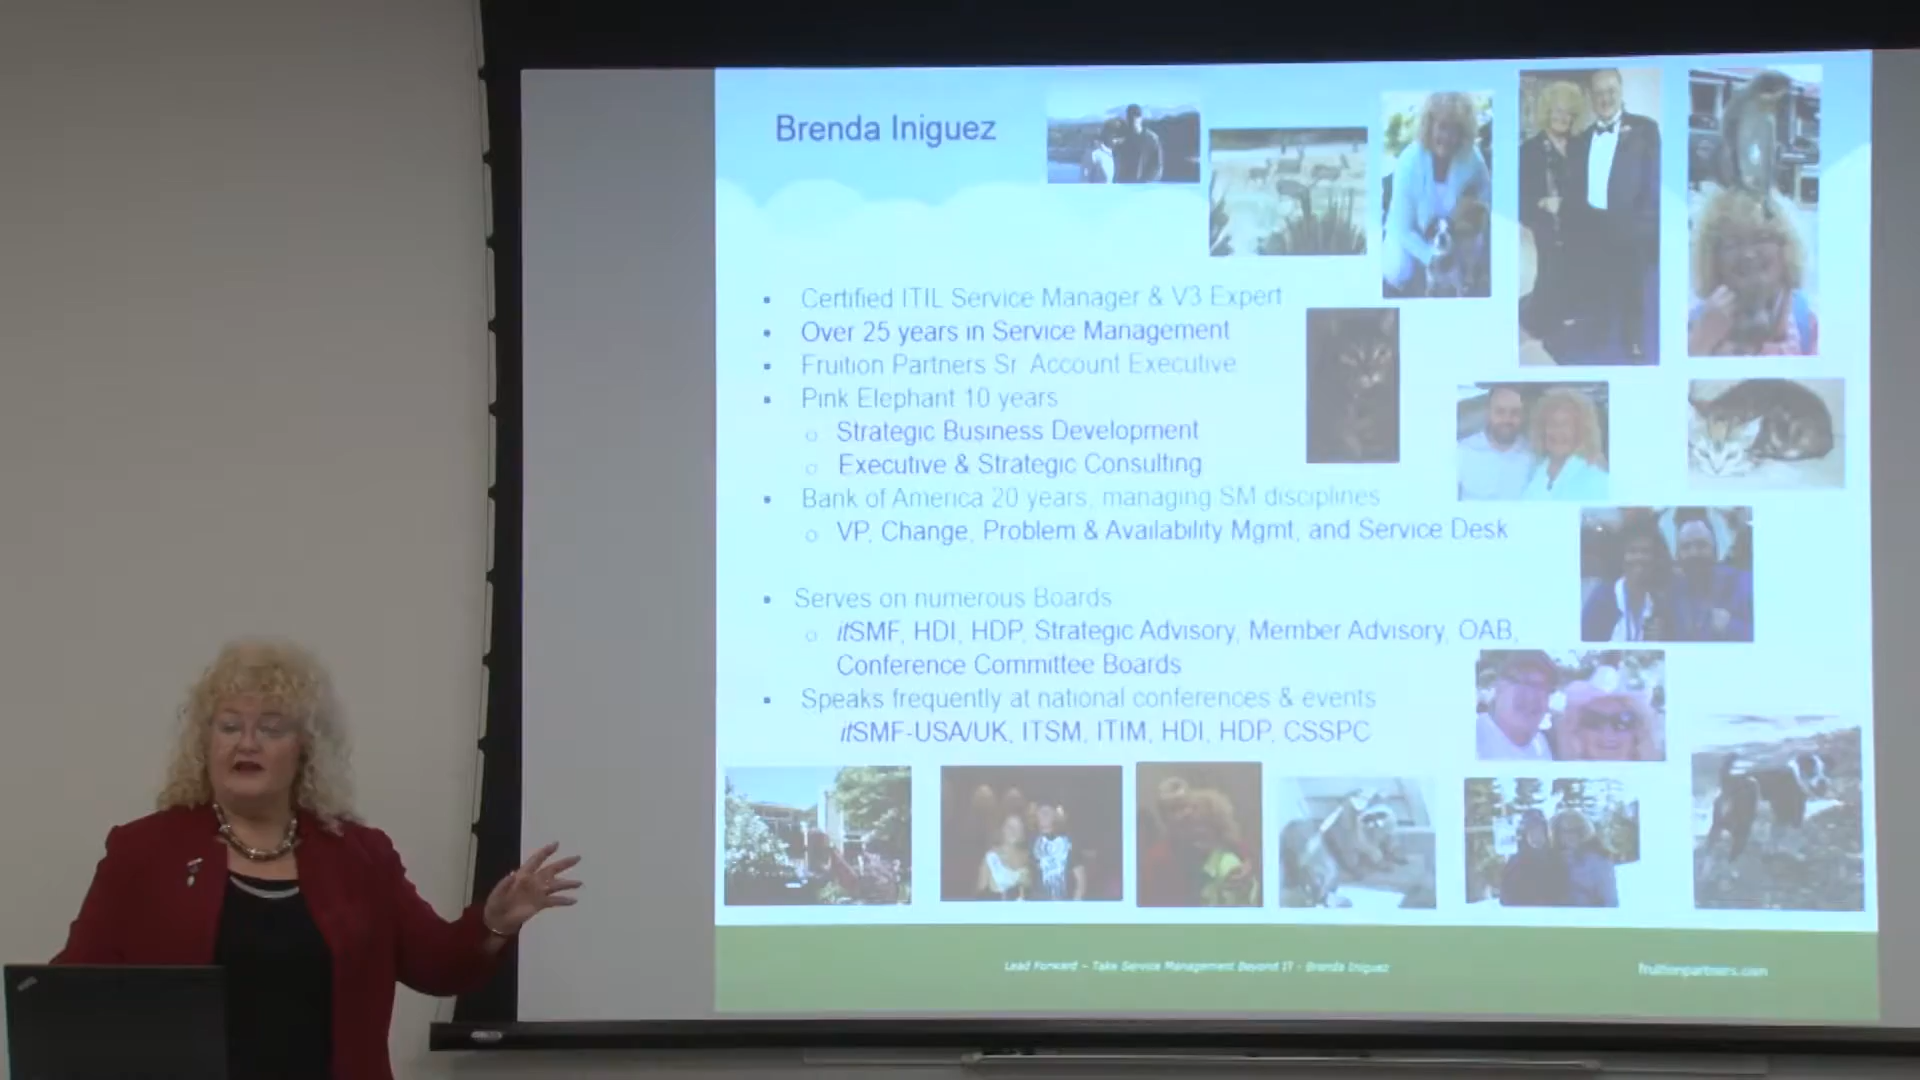 Brenda Iniguez
Certified ITIL Service Manager & V3 Expert
Over 25 years in Service Management
Fruition Partners Sr. Account Executive
Pink Elephant 10 years
Strategic Business Development
Executive & Strategic Consulting
Bank of America 20 years, managing SM disciplines
VP, Change, Problem & Availability Mgmt, and Service Desk
Serves on numerous Boards
itSMF, HDI, HDP, Strategic Advisory, Member Advisory, OAB,
Conference Committee Boards
Speaks frequently at national conferences & events
itSMF-USA/UK, ITSM, ITIM, HDI, HDP, CSSPC
Lead Forward – Take Service Management Beyond IT - Brenda Iniguez
fruitionpartners.com